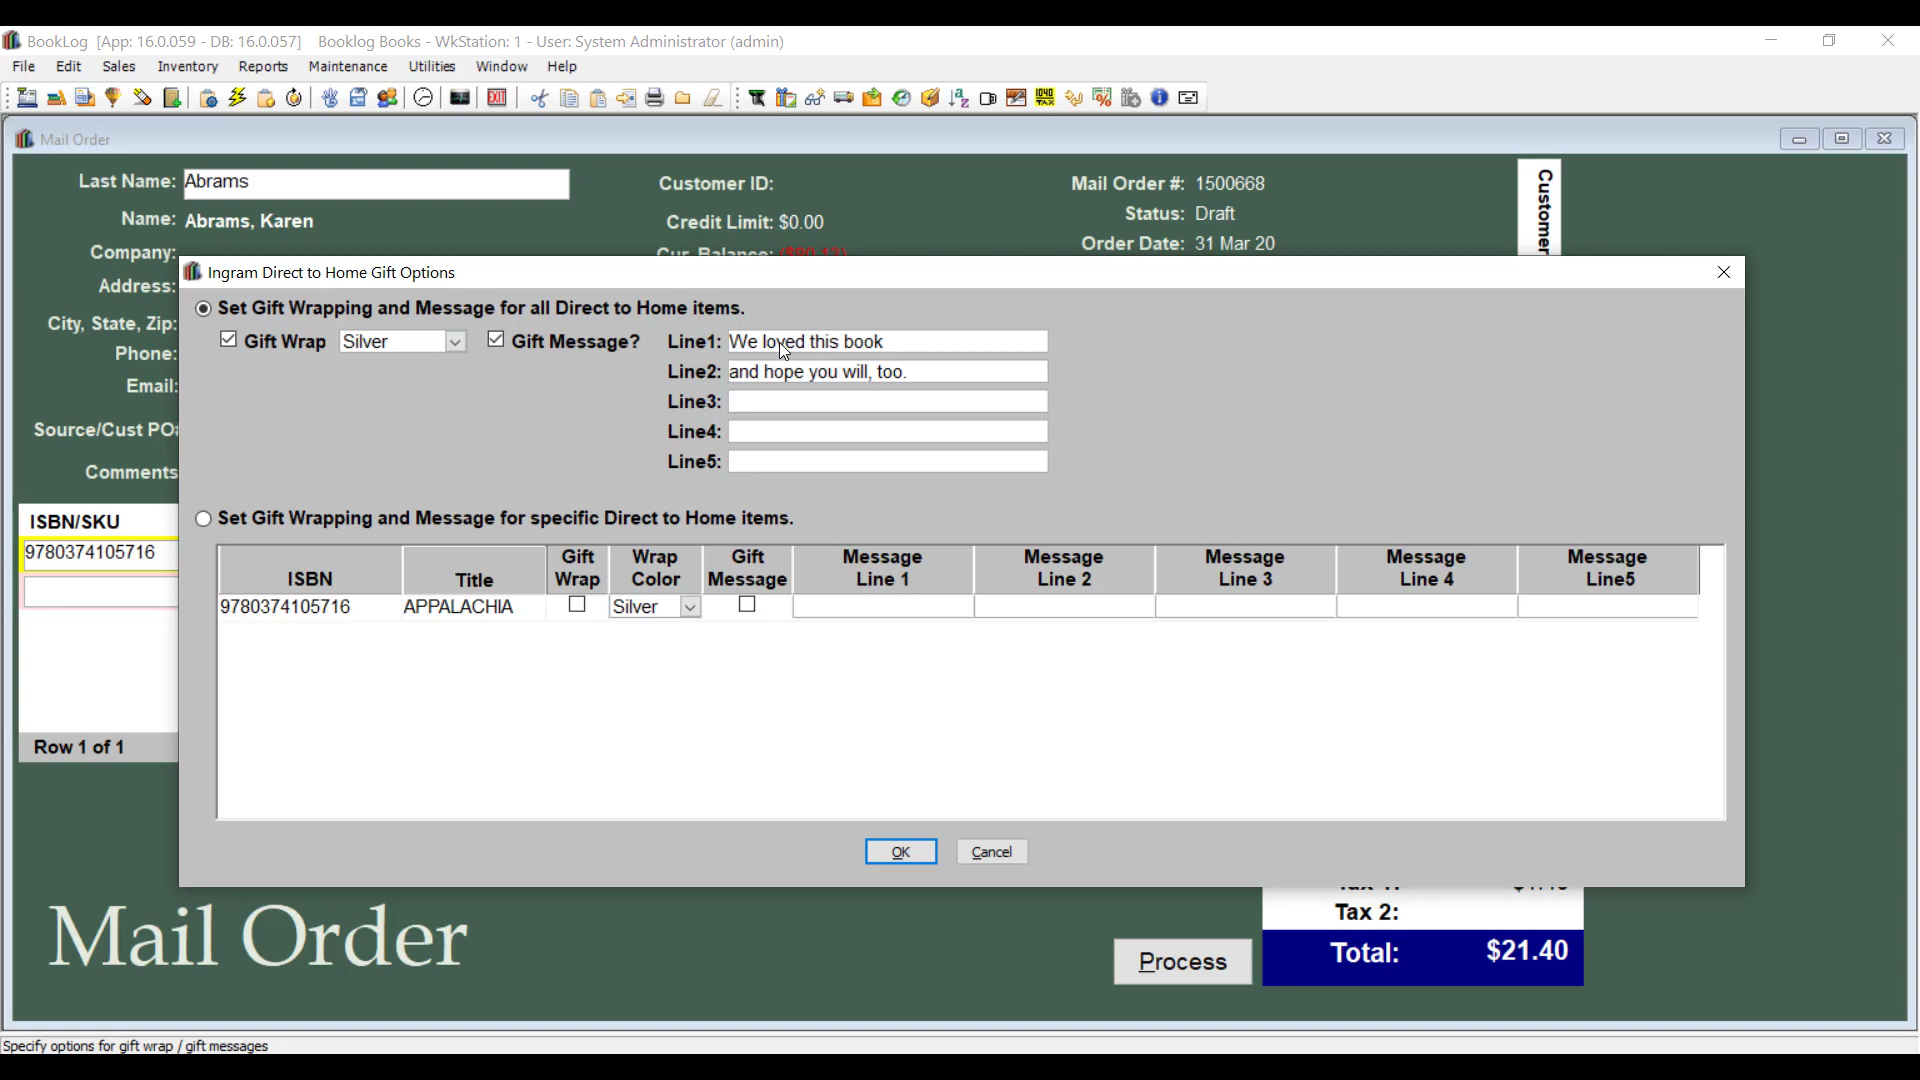 BookLog [App: 16.0.059 - DB: 16.0.057] Booklog Books - WkStation: 1 - User: System Administrator (admin)
File Edit Sales Inventory Reports Maintenance Utilities Window Help
EXIT
1040 TAX
Mail Order
Last Name: Abrams
Customer ID:
Mail Order #: 1500668
Customer
Name: Abrams, Karen
Credit Limit: $0.00
Status: Draft
Company:
Order Date: 31 Mar 20
Address:
City, State, Zip:
Phone:
Email:
Source/Cust PO
Comments
Ingram Direct to Home Gift Options
Set Gift Wrapping and Message for all Direct to Home items.
Gift Wrap Silver Gift Message? Line1: We loved this book
Line2: and hope you will, too.
Line3:
Line4:
Line5:
Set Gift Wrapping and Message for specific Direct to Home items.
ISBN Title Gift Wrap Wrap Color Gift Message Message Line 1 Message Line 2 Message Line 3 Message Line 4 Message Line5
9780374105716 APPALACHIA Silver
OK Cancel
ISBN/SKU
9780374105716
Row 1 of 1
Mail Order
Process
Tax 2:
Total: $21.40
Specify options for gift wrap / gift messages